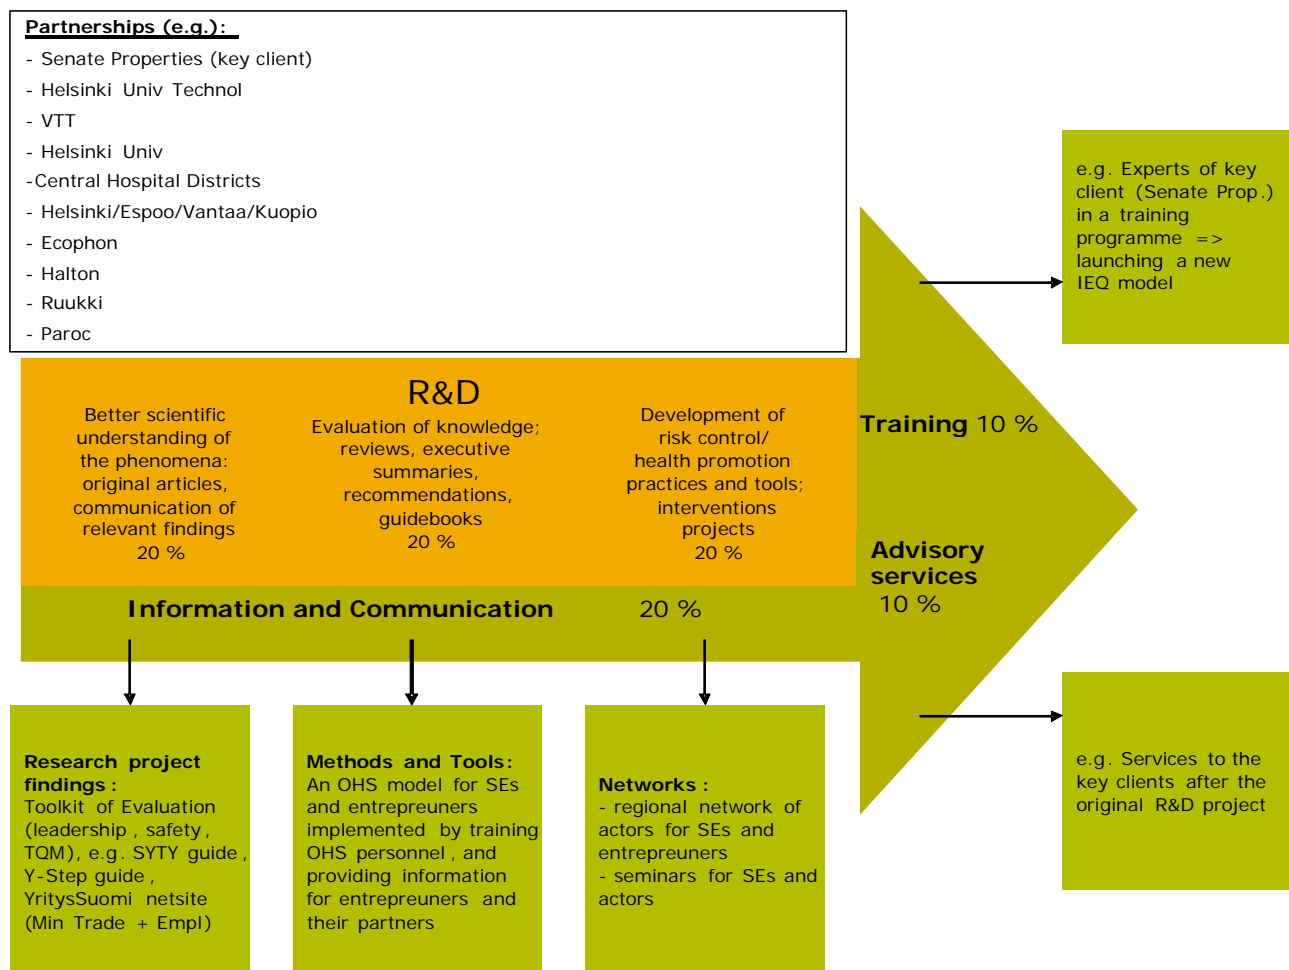 Partnerships (e.g.):
- Senate Properties (key client)
- Helsinki Univ Technol
- VTT
- Helsinki Univ
-Central Hospital Districts
- Helsinki/Espoo/Vantaa/Kuopio
- Ecophon
- Halton
- Ruukki
- Paroc
e.g. Experts of key
client (Senate Prop.)
in a training
programme =>
launching a new
IEQ model
R&D
Better scientific
understanding of
the phenomena:
original articles,
communication of
relevant findings
20 %
Evaluation of knowledge;
reviews, executive
summaries,
recommendations,
guidebooks
20 %
Development of
risk control/
health promotion
practices and tools;
interventions
projects
20 %
Training 10 %
Advisory
services
10 %
Information and Communication 20 %
Research project
findings:
Toolkit of Evaluation
(leadership, safety,
TQM), e.g. SYTY guide,
Y-Step guide,
YritysSuomi netsite
(Min Trade + Empl)
Methods and Tools:
An OHS model for SEs
and entrepreuners
implemented by training
OHS personnel, and
providing information
for entrepreuners and
their partners
Networks:
- regional network of
actors for SEs and
entrepreuners
- seminars for SEs and
actors
e.g. Services to the
key clients after the
original R&D project